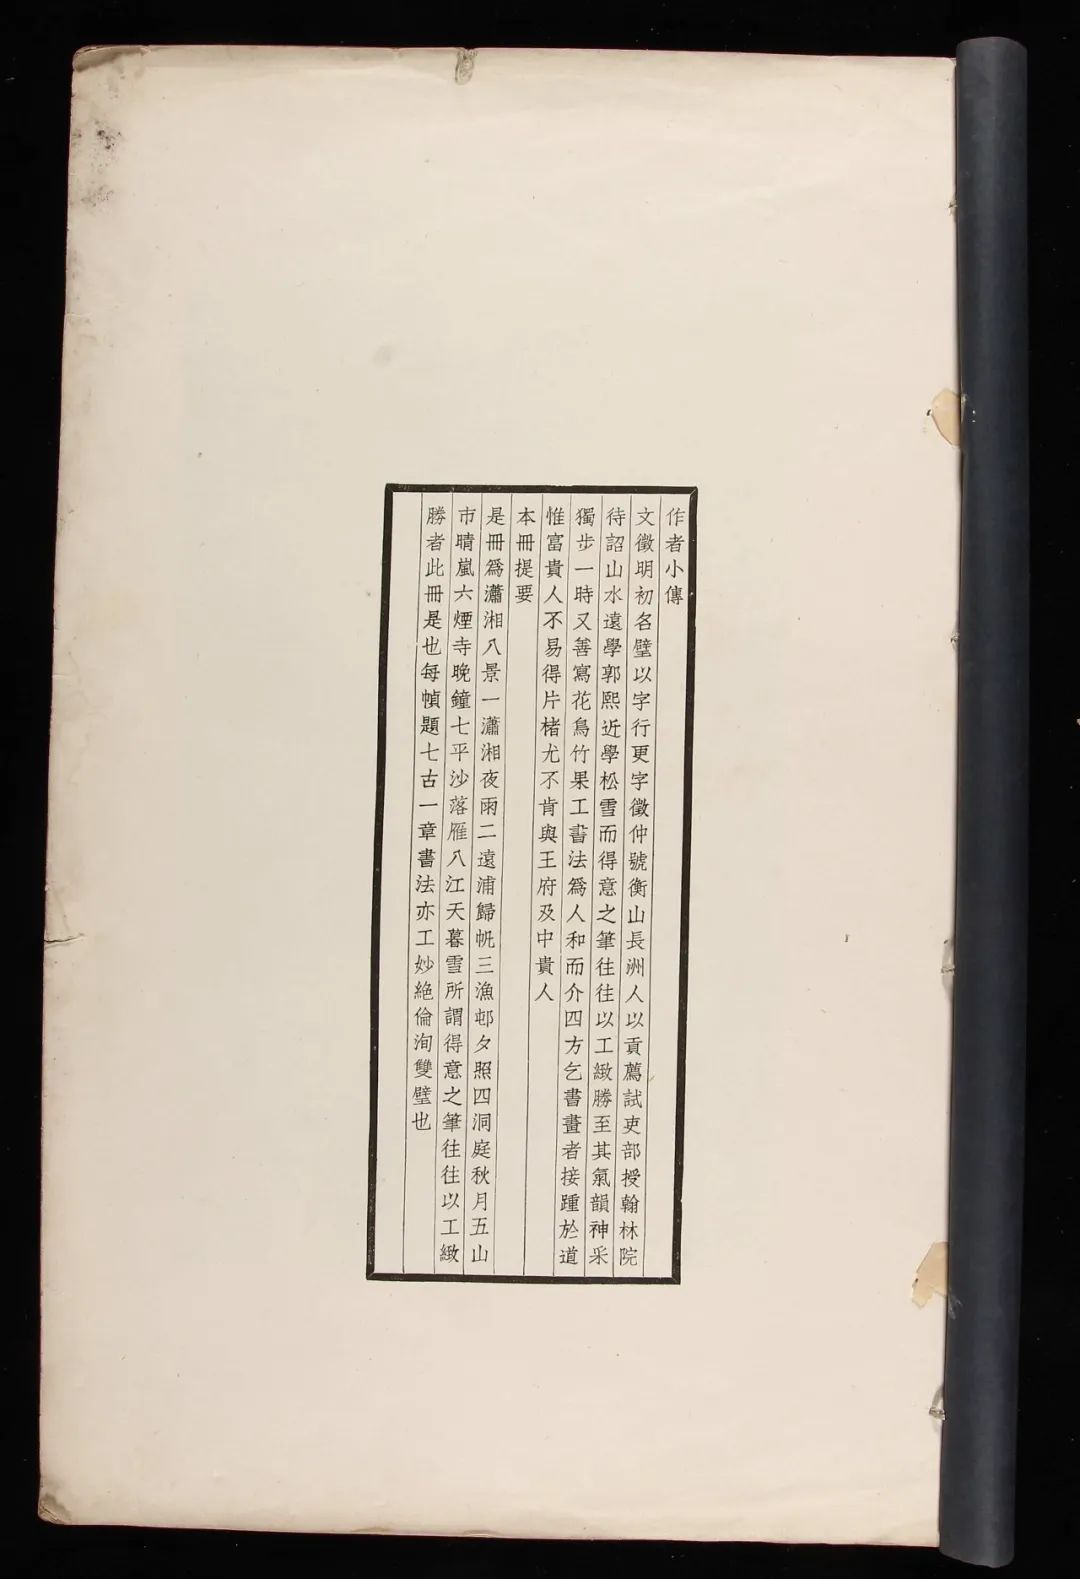 作者小傳
文徵明初名璧以字行更字徵仲號衡山長洲人以貢薦試吏部授翰林院
待詔山水遠學郭熙近學松雪而得意之筆往往以工緻勝至其氣韻神采
獨步一時又善寫花鳥竹果工書法爲人和而介四方乞書畫者接踵於道
惟富貴人不易得片楮尤不肯與王府及中貴人
本冊提要
是冊爲瀟湘八景一瀟湘夜雨二遠浦歸帆三漁邨夕照四洞庭秋月五山
市晴嵐六煙寺晚鐘七平沙落雁八江天暮雪所謂得意之筆往往以工緻
勝者此冊是也每幀題七古一章書法亦工妙絕倫洵雙璧也